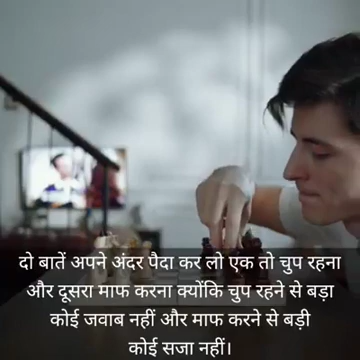 दो बातें अपने अंदर पैदा कर लो एक तो चुप रहना
और दूसरा माफ करना क्योंकि चुप रहने से बड़ा
कोई जवाब नहीं और माफ करने से बड़ी
कोई सजा नहीं।